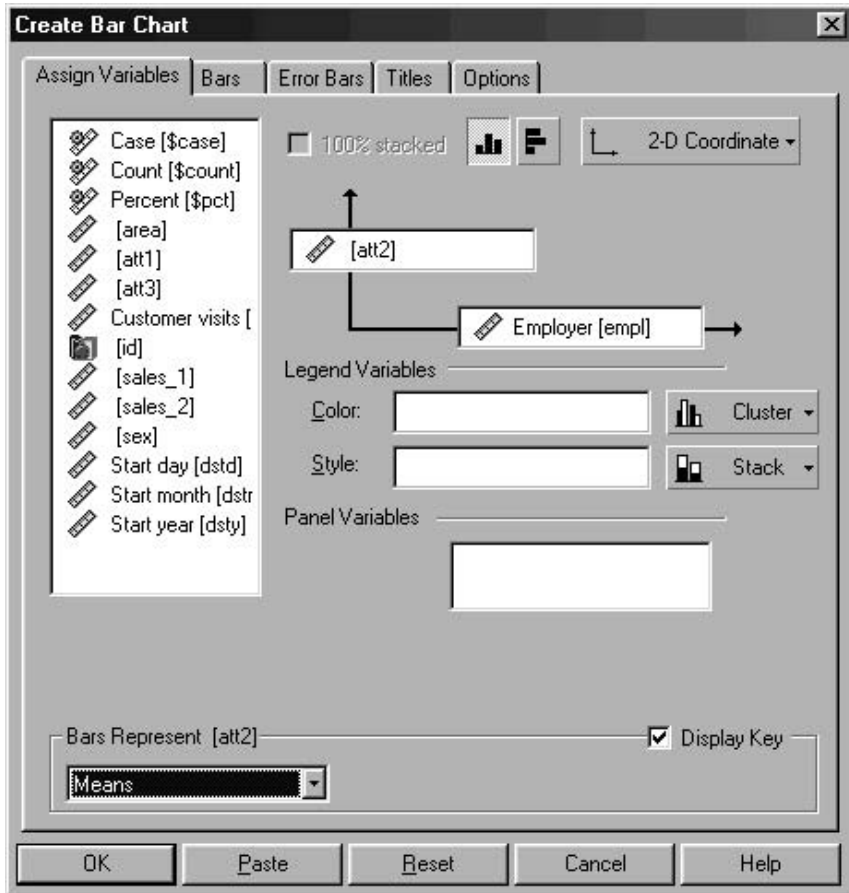 Create Bar Chart
Assign Variables Bars Error Bars Titles Options
Case [$case]
Count [$count]
Percent [$pct]
[area]
[att1]
[att3]
Customer visits [
[id]
[sales_1]
[sales_2]
[sex]
Start day [dstd]
Start month [dstr
Start year [dsty]
100% stacked
2-D Coordinate
[att2]
Employer [empl]
Legend Variables
Color:
Cluster
Style:
Stack
Panel Variables
Bars Represent [att2]
Display Key
Means
OK Paste Reset Cancel Help